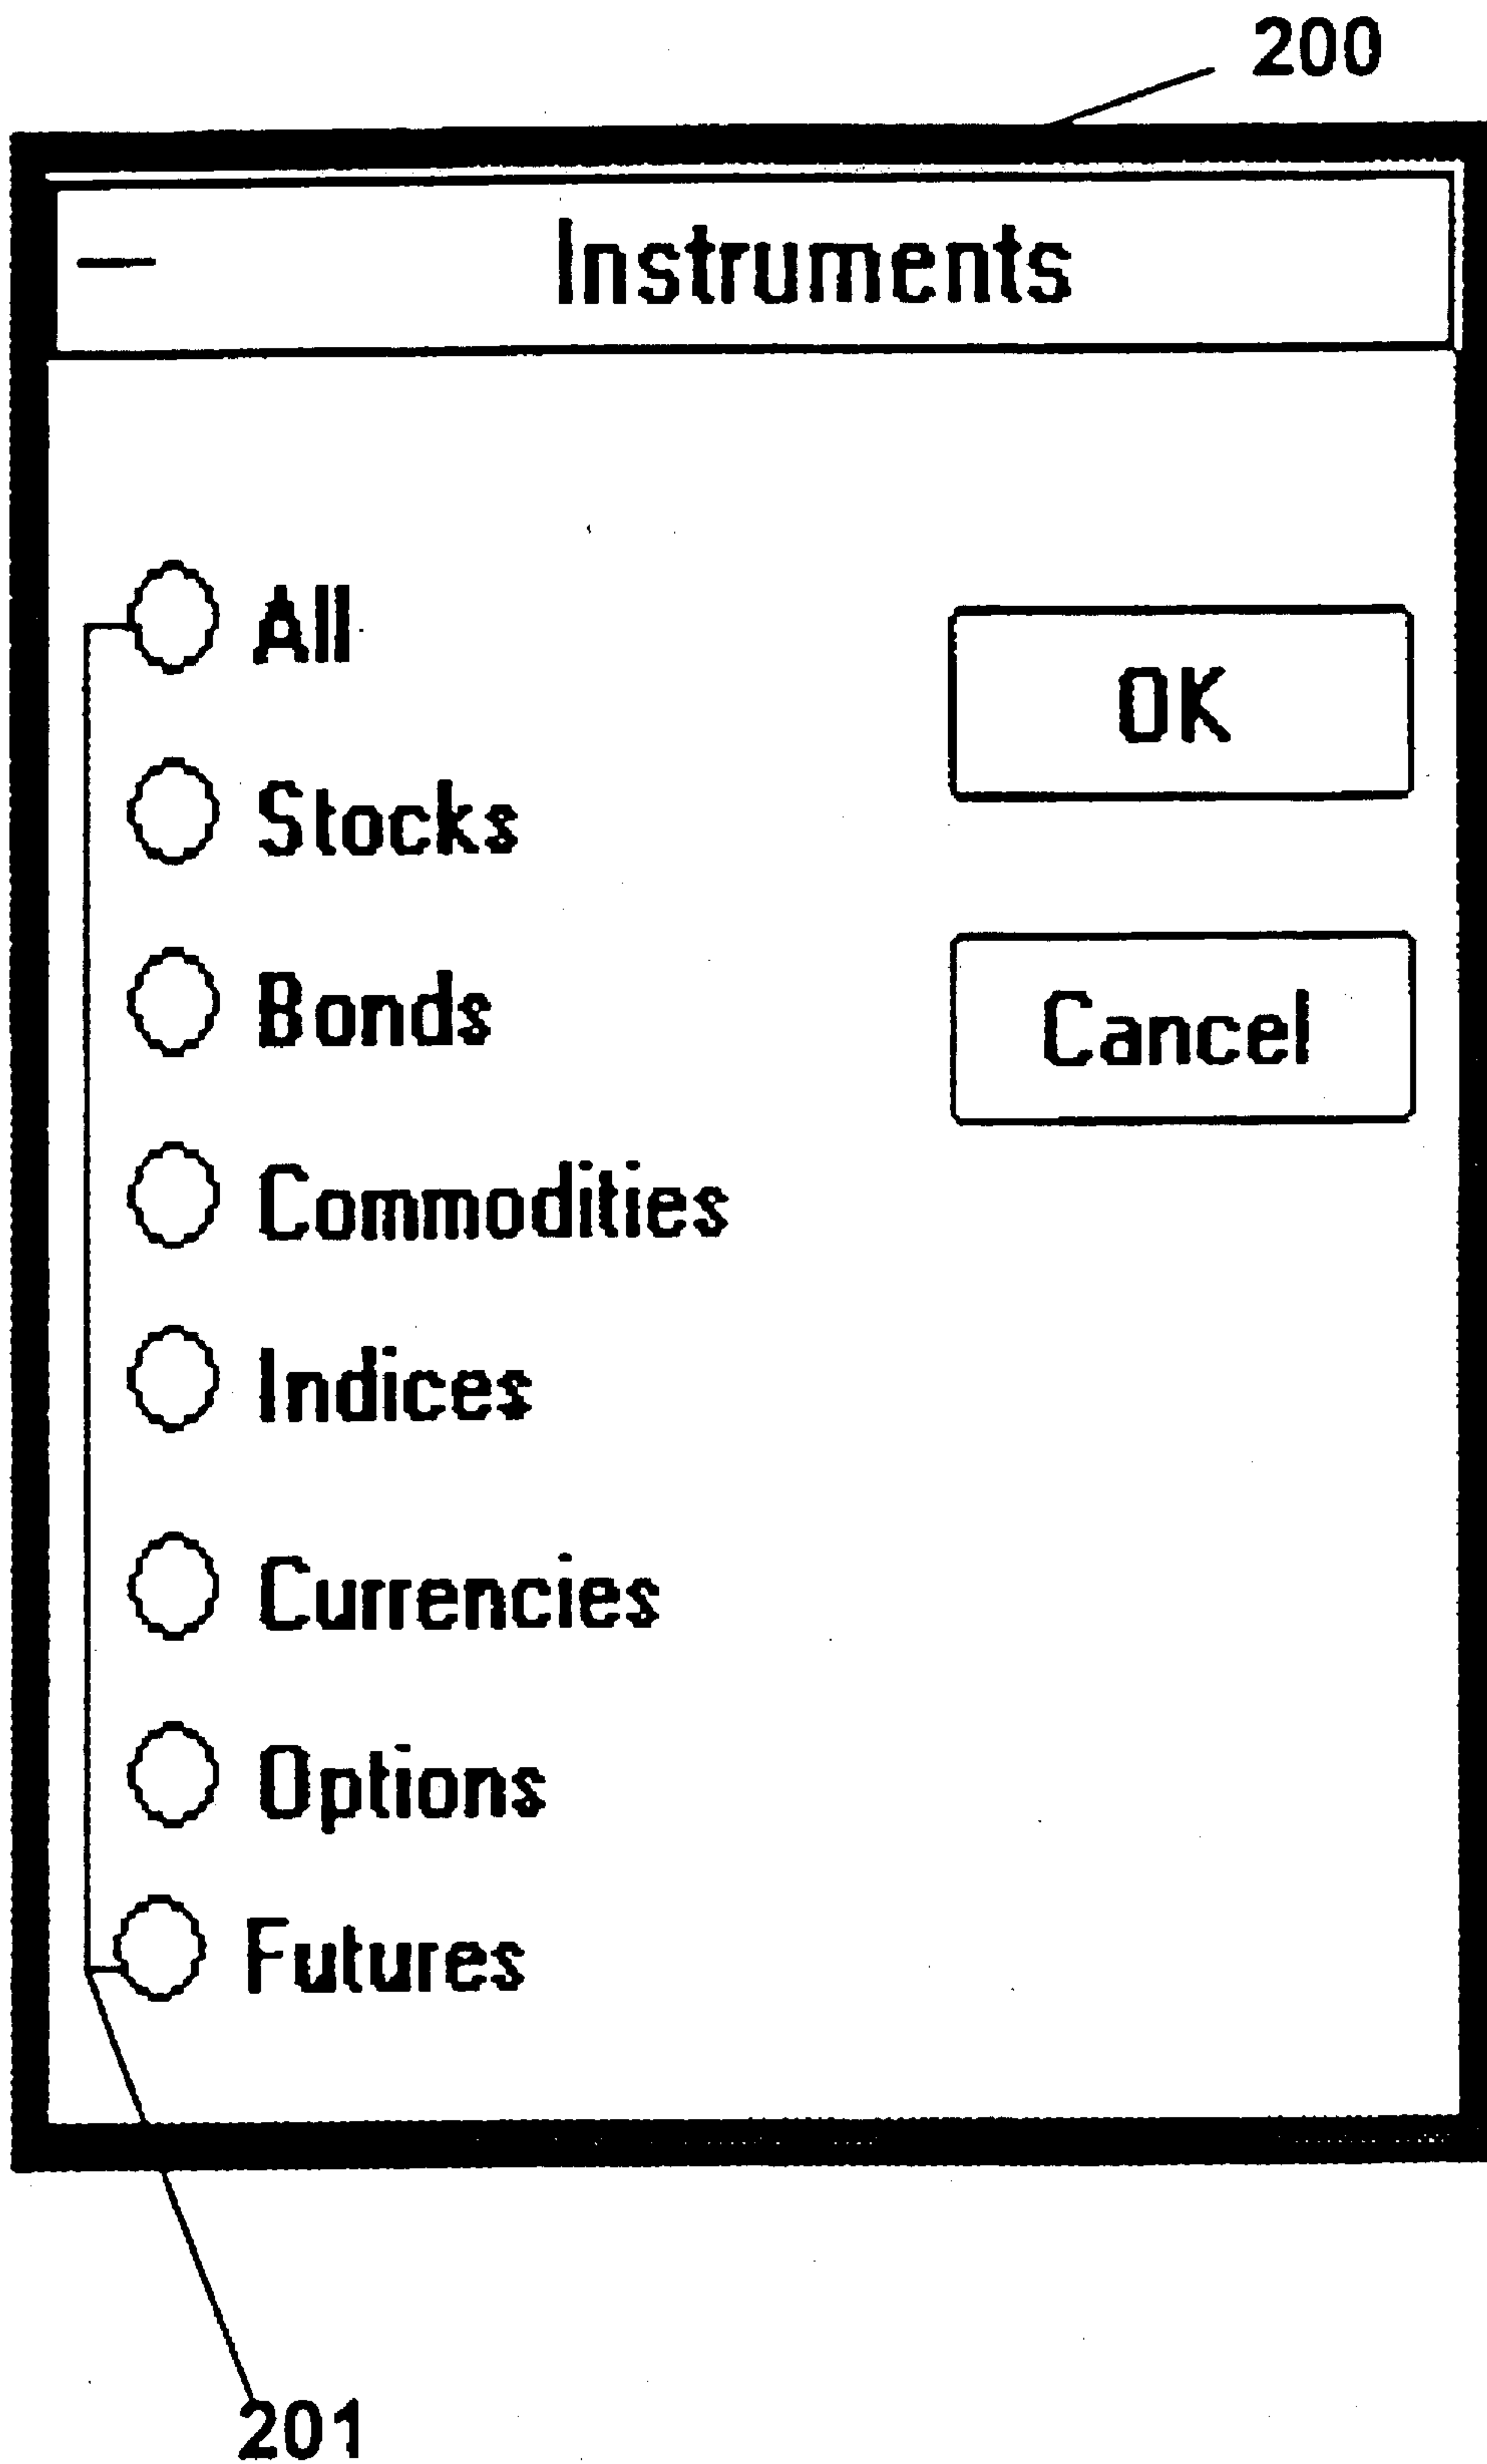 200
Instruments
All
OK
Stocks
Bonds
Cancel
Commodities
Indices
Currencies
Options
Futures
201